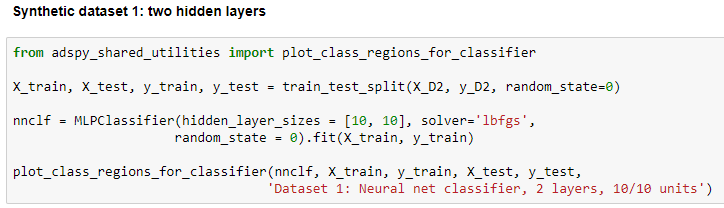 Synthetic dataset 1: two hidden layers
from adspy_shared_utilities import plot_class_regions_for_classifier
X_train, X_test, y_train, y_test = train_test_split(X_D2, y_D2, random_state=0)
nnclf = MLPClassifier(hidden_layer_sizes = [10, 10], solver='lbfgs',
random_state = 0).fit(X_train, y_train)
plot_class_regions_for_classifier(nnclf, X_train, y_train, X_test, y_test,
'Dataset 1: Neural net classifier, 2 layers, 10/10 units')